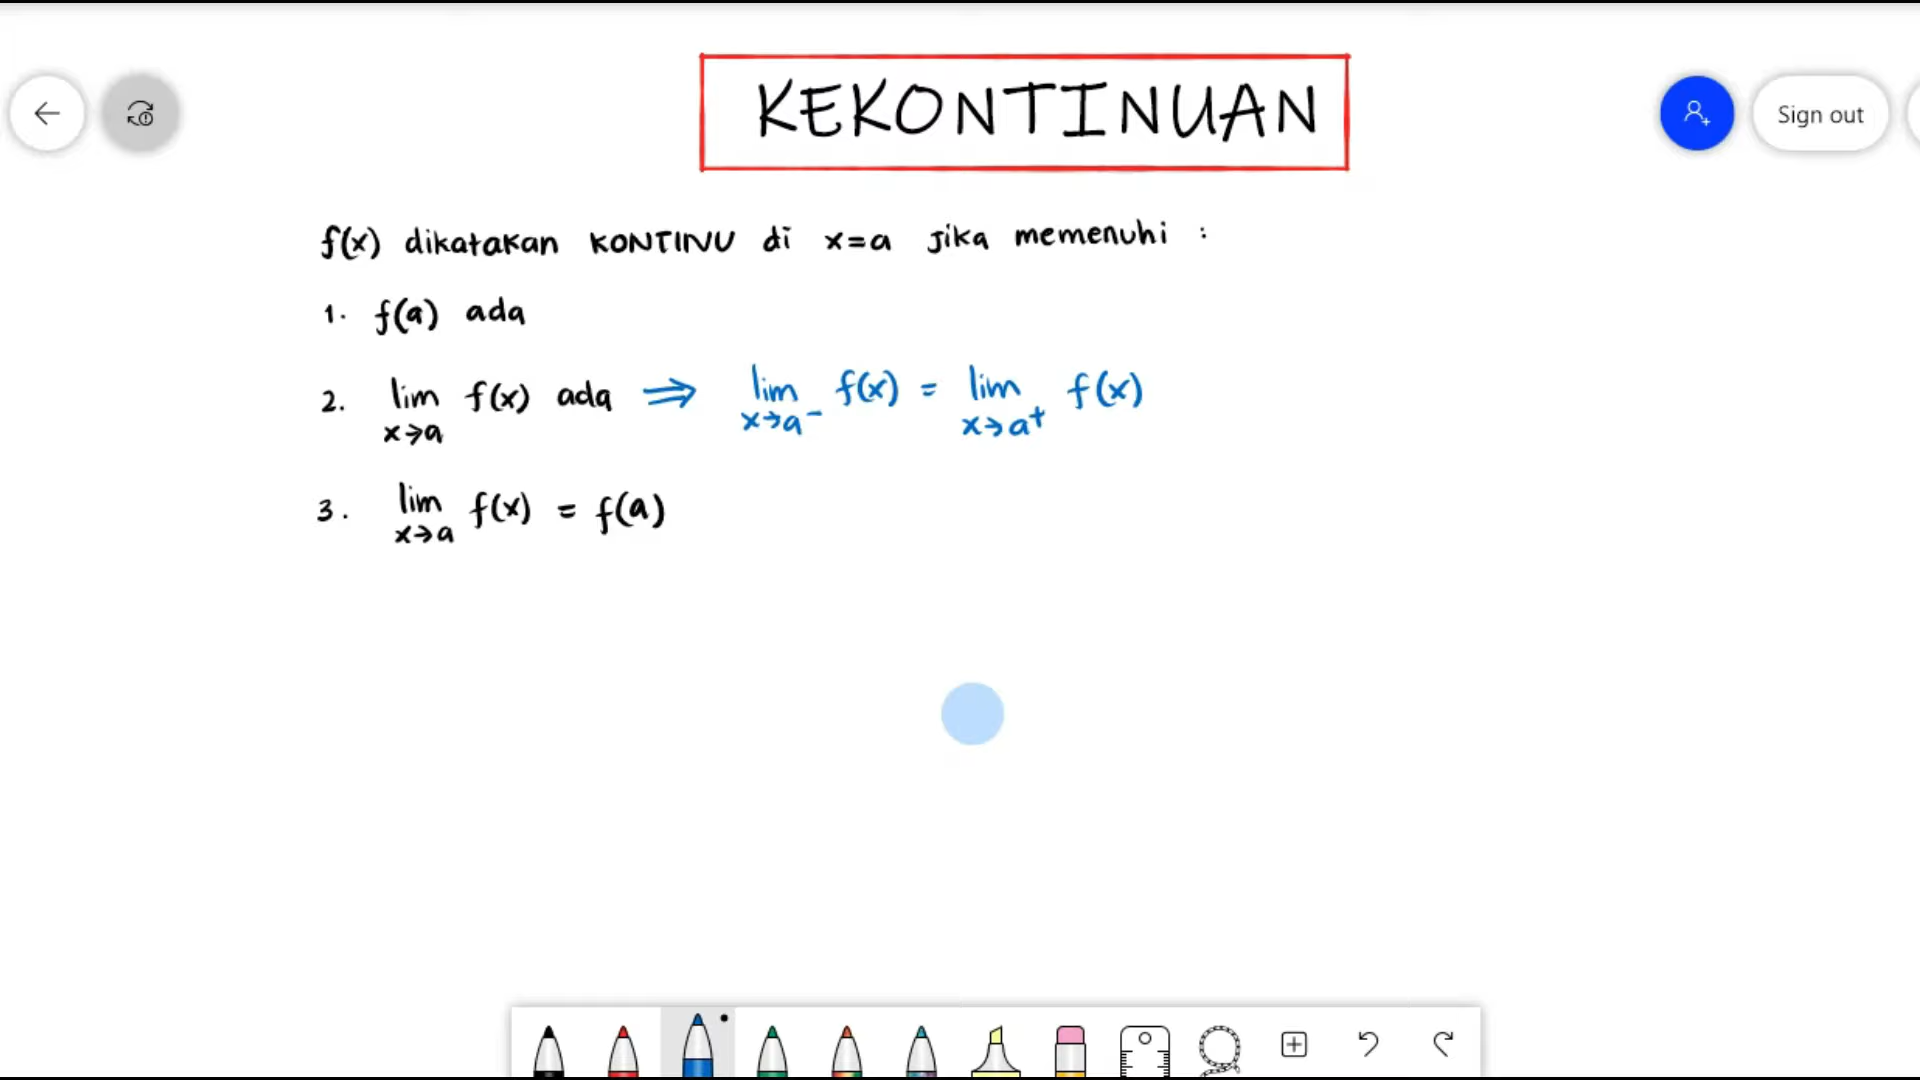 KEKONTINUAN
Sign out
f(x) dikatakan KONTINU di x=a jika memenuhi :
1. f(a) ada
2. lim x→a f(x) ada ⇒ lim x→a⁻ f(x) = lim x→a⁺ f(x)
3. lim x→a f(x) = f(a)